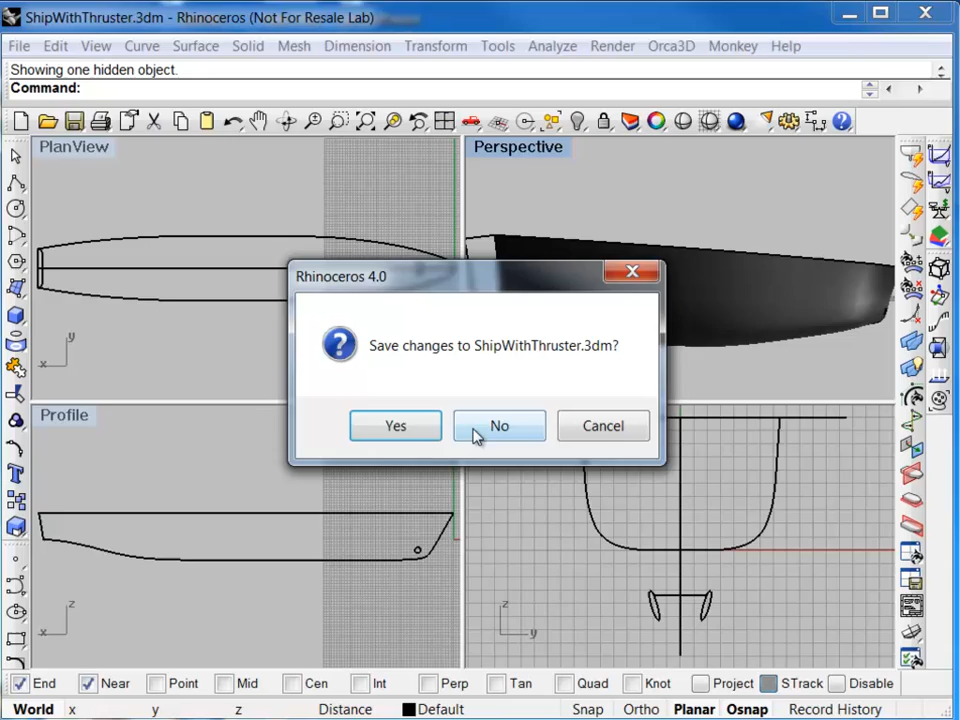 ShipWithThruster.3dm - Rhinoceros (Not For Resale Lab)
File Edit View Curve Surface Solid Mesh Dimension Transform Tools Analyze Render Orca3D Monkey Help
Showing one hidden object.
Command:
PlanView
Perspective
Rhinoceros 4.0
Save changes to ShipWithThruster.3dm?
Yes No Cancel
y
x
Profile
z
x
z
y
End Near Point Mid Cen Int Perp Tan Quad Knot Project STrack Disable
World x y z Distance Default Snap Ortho Planar Osnap Record History